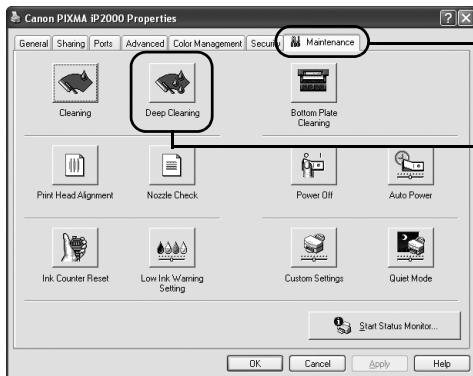 Canon PIXMA iP2000 Properties
General Sharing Ports Advanced Color Management Security Maintenance
Cleaning Deep Cleaning Bottom Plate
Cleaning
Print Head Alignment Nozzle Check Power Off Auto Power
Ink Counter Reset Low Ink Warning
Setting Custom Settings Quiet Mode
Start Status Monitor...
OK Cancel Apply Help